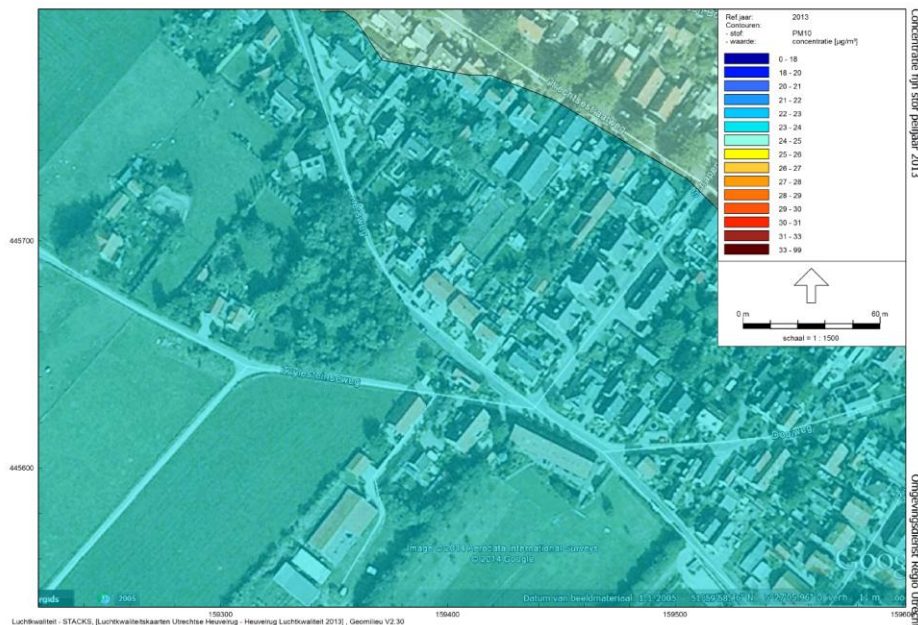 Ref.jaar: 2013
Contouren:
- stof: PM10
- waarde: concentratie [µg/m³]
0 - 18
18 - 20
20 - 21
21 - 22
22 - 23
23 - 24
24 - 25
25 - 26
26 - 27
27 - 28
28 - 29
29 - 30
30 - 31
31 - 33
33 - 99
0 m 60 m
schaal = 1 : 1500
Concentratie fijn stof peiljaar 2013
445700
445600
Image © 2014 Aerodata International Surveys
© 2014 Google
2005
Datum van beeldmateriaal: 1-1-2005
159300
159400
159500
159600
Omgevingsdienst Regio Utrecht
Luchtkwaliteit - STACKS, [Luchtkwaliteitskaarten Utrechtse Heuvelrug - Heuvelrug Luchtkwaliteit 2013] , Geomilieu V2.30